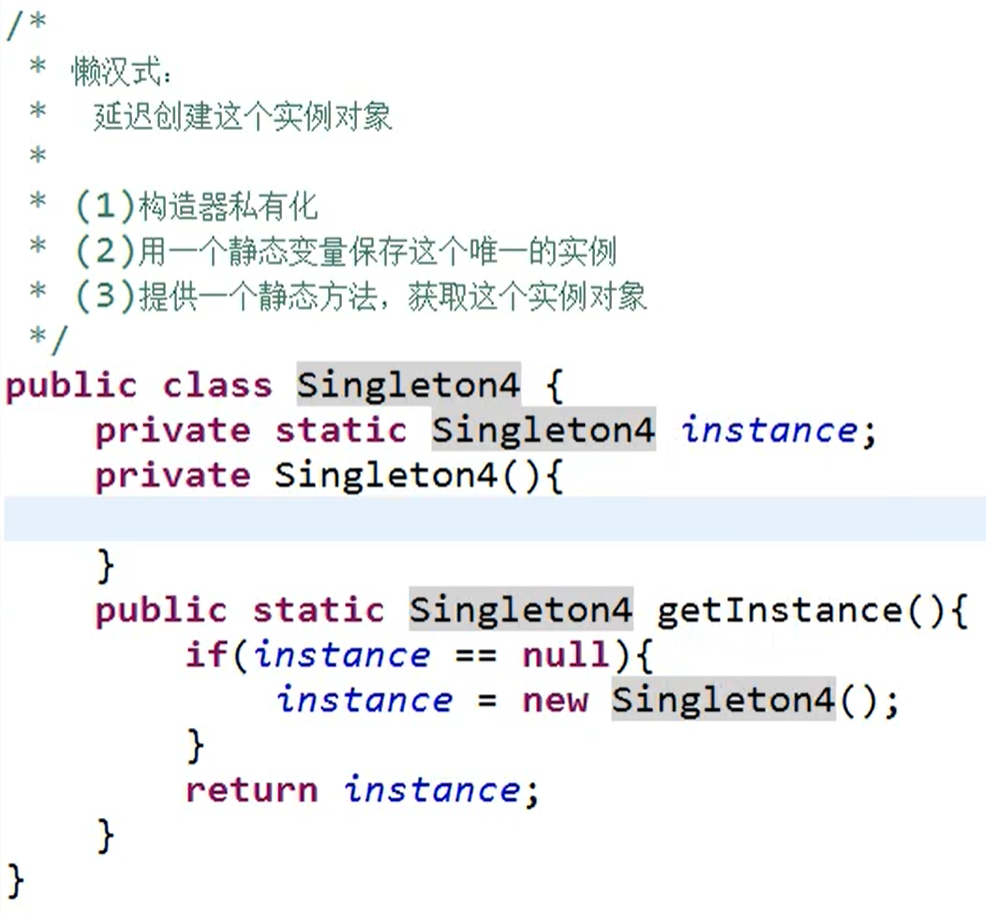 /*
 * 懒汉式：
 *  延迟创建这个实例对象
 *
 * (1)构造器私有化
 * (2)用一个静态变量保存这个唯一的实例
 * (3)提供一个静态方法，获取这个实例对象
 */
public class Singleton4 {
    private static Singleton4 instance;
    private Singleton4(){
    }
    public static Singleton4 getInstance(){
        if(instance == null){
            instance = new Singleton4();
        }
        return instance;
    }
}